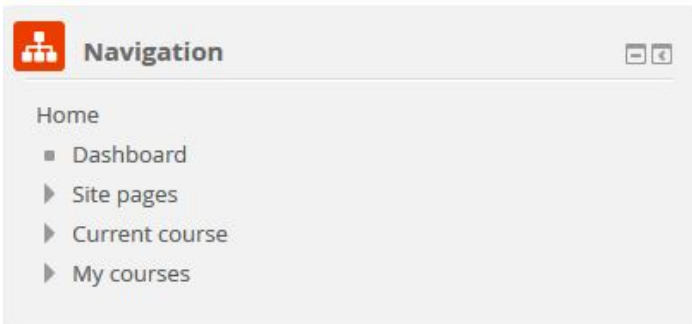 Navigation
Home
Dashboard
Site pages
Current course
My courses